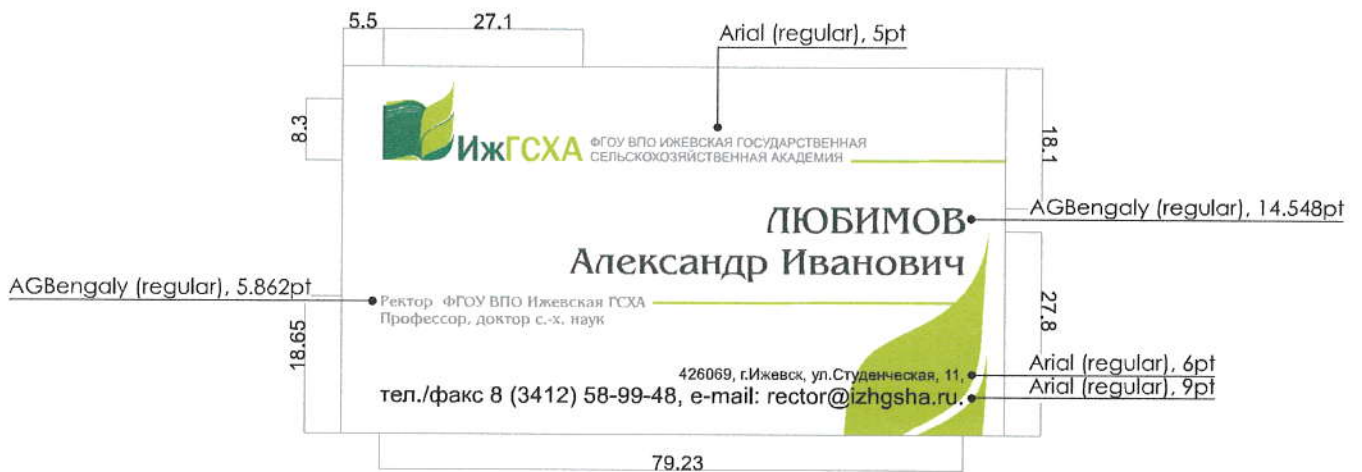 5.5
27.1
Arial (regular), 5pt
8.3
18.1
ИжГСХА
ФГОУ ВПО ИЖЕВСКАЯ ГОСУДАРСТВЕННАЯ
СЕЛЬСКОХОЗЯЙСТВЕННАЯ АКАДЕМИЯ
ЛЮБИМОВ
AGBengaly (regular), 14.548pt
Александр Иванович
AGBengaly (regular), 5.862pt
Ректор ФГОУ ВПО Ижевская ГСХА
Профессор, доктор с.-х. наук
27.8
18.65
426069, г.Ижевск, ул.Студенческая, 11,
Arial (regular), 6pt
тел./факс 8 (3412) 58-99-48, e-mail: rector@izhgsha.ru.
Arial (regular), 9pt
79.23